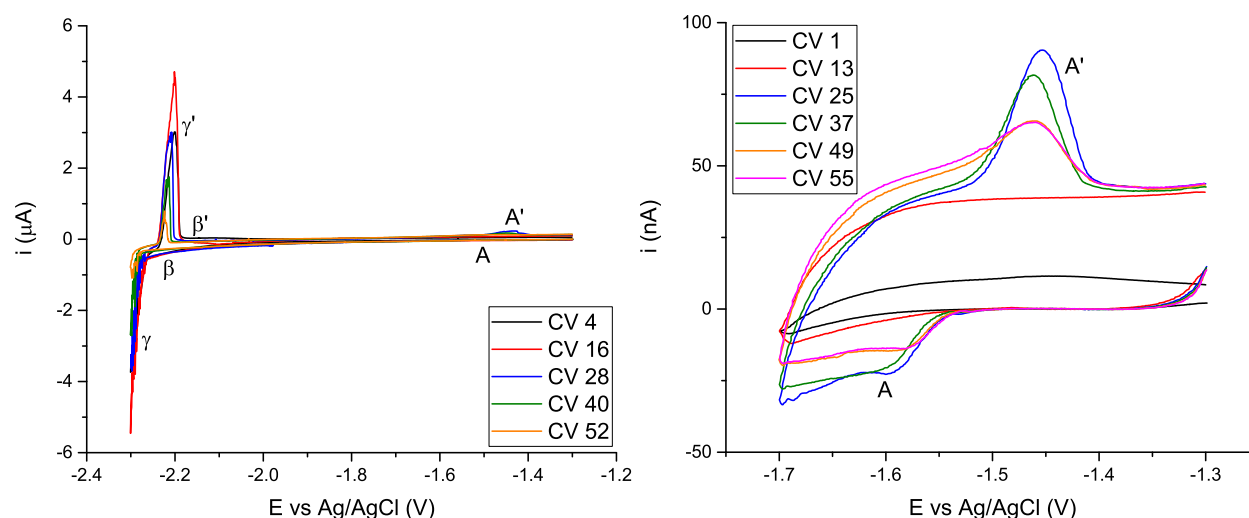 6
4
2
0
-2
-4
-6
i (μA)
γ'
β'
β
γ
A'
A
CV 4
CV 16
CV 28
CV 40
CV 52
-2.4
-2.2
-2.0
-1.8
-1.6
-1.4
-1.2
E vs Ag/AgCl (V)
100
50
0
-50
i (nA)
CV 1
CV 13
CV 25
CV 37
CV 49
CV 55
A'
A
-1.7
-1.6
-1.5
-1.4
-1.3
E vs Ag/AgCl (V)